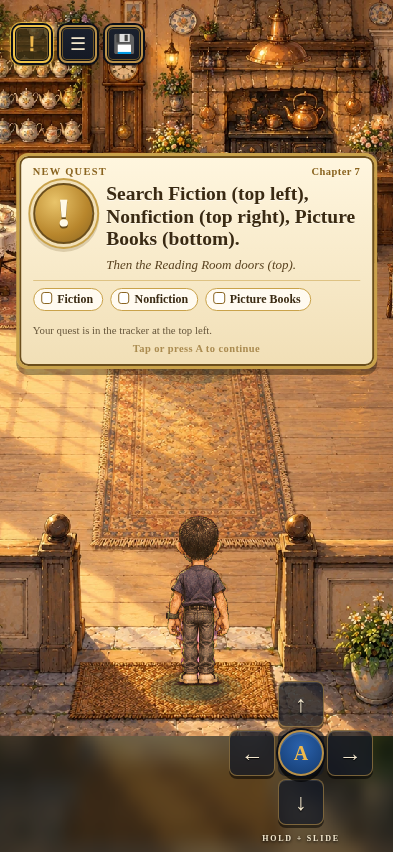 !
☰
NEW QUEST
Chapter 7
!
Search Fiction (top left),
Nonfiction (top right), Picture
Books (bottom).
Then the Reading Room doors (top).
Fiction
Nonfiction
Picture Books
Your quest is in the tracker at the top left.
Tap or press A to continue
↑
← A →
↓
HOLD + SLIDE